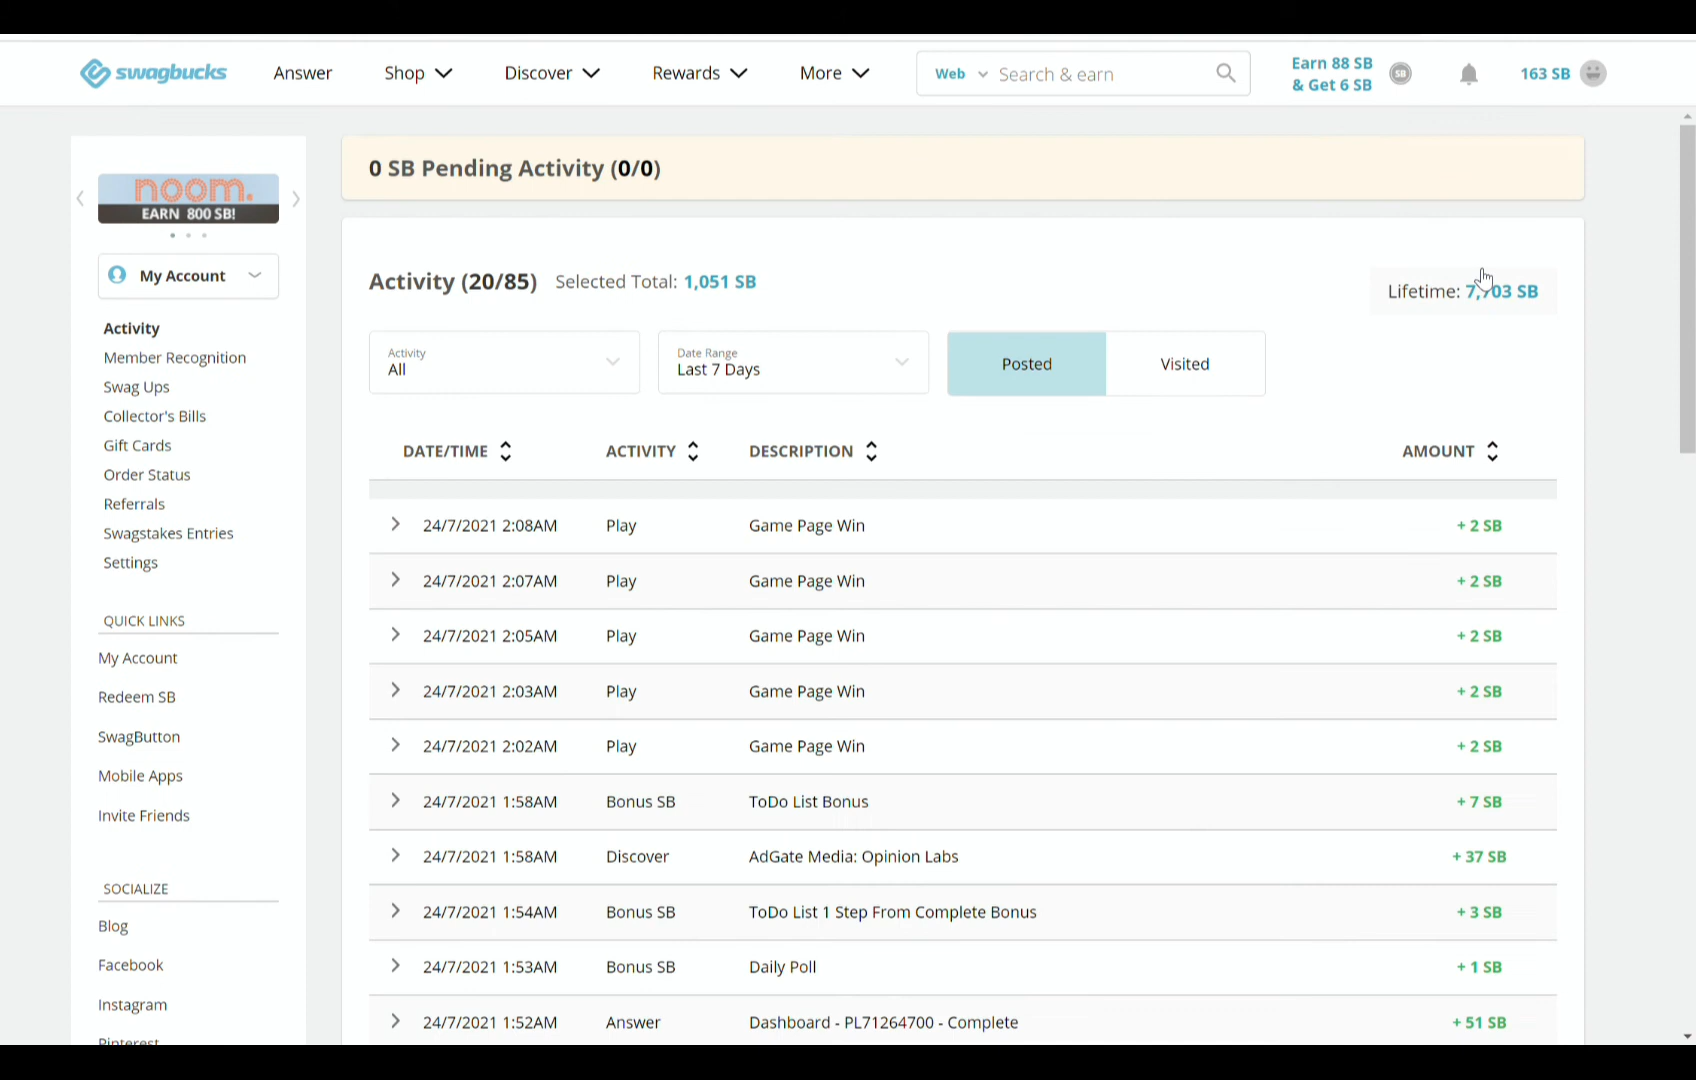 swagbucks
Answer
Shop
Discover
Rewards
More
Web
Search & earn
Earn 88 SB
& Get 6 SB
SB
163 SB
noom.
EARN 800 SB!
My Account
Activity
Member Recognition
Swag Ups
Collector's Bills
Gift Cards
Order Status
Referrals
Swagstakes Entries
Settings
QUICK LINKS
My Account
Redeem SB
SwagButton
Mobile Apps
Invite Friends
SOCIALIZE
Blog
Facebook
Instagram
Pinterest
0 SB Pending Activity (0/0)
Activity (20/85) Selected Total: 1,051 SB
Lifetime: 7,703 SB
Activity
All
Date Range
Last 7 Days
Posted
Visited
DATE/TIME ACTIVITY DESCRIPTION AMOUNT
24/7/2021 2:08AM Play Game Page Win + 2 SB
24/7/2021 2:07AM Play Game Page Win + 2 SB
24/7/2021 2:05AM Play Game Page Win + 2 SB
24/7/2021 2:03AM Play Game Page Win + 2 SB
24/7/2021 2:02AM Play Game Page Win + 2 SB
24/7/2021 1:58AM Bonus SB ToDo List Bonus + 7 SB
24/7/2021 1:58AM Discover AdGate Media: Opinion Labs + 37 SB
24/7/2021 1:54AM Bonus SB ToDo List 1 Step From Complete Bonus + 3 SB
24/7/2021 1:53AM Bonus SB Daily Poll + 1 SB
24/7/2021 1:52AM Answer Dashboard - PL71264700 - Complete + 51 SB